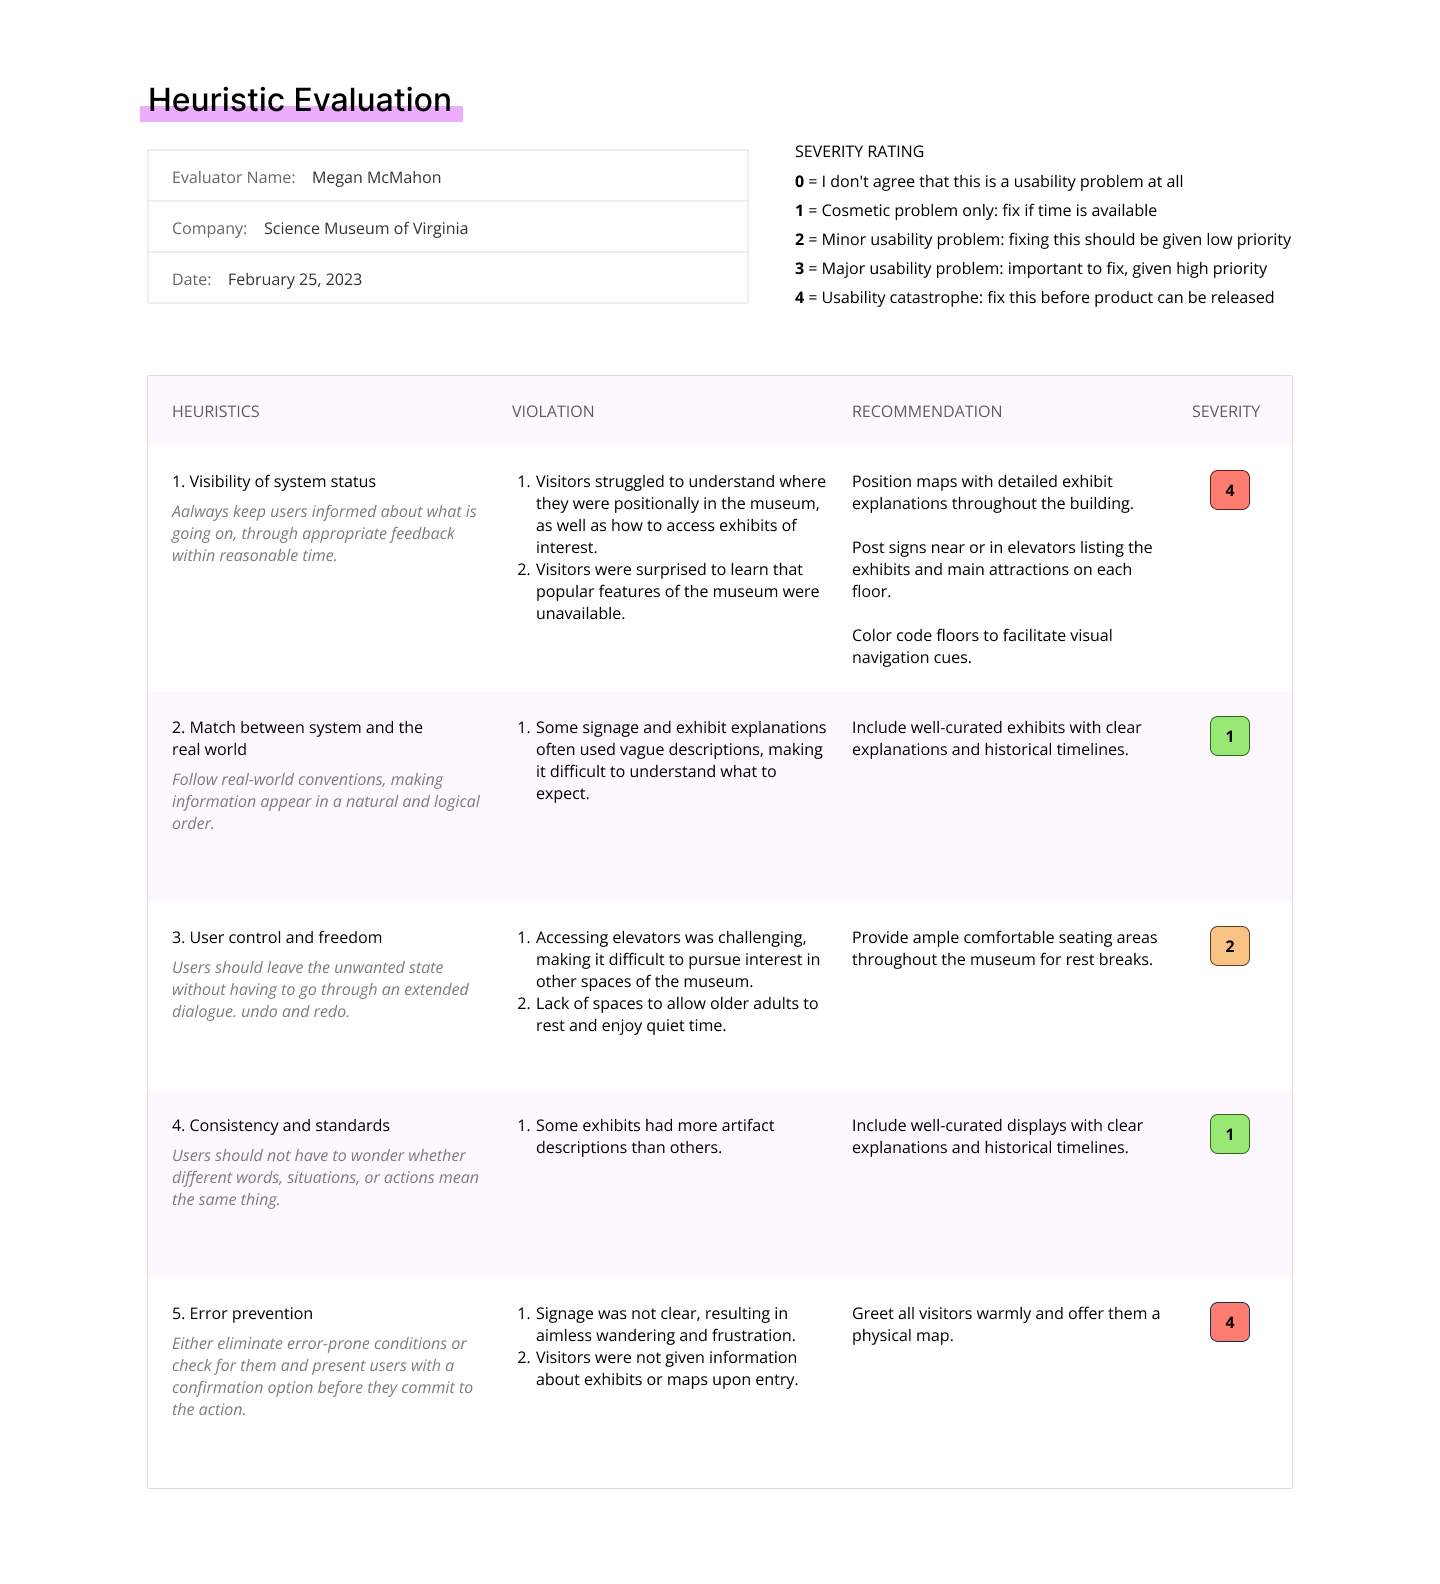 Heuristic Evaluation
Evaluator Name: Megan McMahon
Company: Science Museum of Virginia
Date: February 25, 2023
SEVERITY RATING
0 = I don't agree that this is a usability problem at all
1 = Cosmetic problem only: fix if time is available
2 = Minor usability problem: fixing this should be given low priority
3 = Major usability problem: important to fix, given high priority
4 = Usability catastrophe: fix this before product can be released
HEURISTICS
VIOLATION
RECOMMENDATION
SEVERITY
1. Visibility of system status
Aalways keep users informed about what is
going on, through appropriate feedback
within reasonable time.
1. Visitors struggled to understand where
they were positionally in the museum,
as well as how to access exhibits of
interest.
2. Visitors were surprised to learn that
popular features of the museum were
unavailable.
Position maps with detailed exhibit
explanations throughout the building.
Post signs near or in elevators listing the
exhibits and main attractions on each
floor.
Color code floors to facilitate visual
navigation cues.
4
2. Match between system and the
real world
Follow real-world conventions, making
information appear in a natural and logical
order.
1. Some signage and exhibit explanations
often used vague descriptions, making
it difficult to understand what to
expect.
Include well-curated exhibits with clear
explanations and historical timelines.
1
3. User control and freedom
Users should leave the unwanted state
without having to go through an extended
dialogue. undo and redo.
1. Accessing elevators was challenging,
making it difficult to pursue interest in
other spaces of the museum.
2. Lack of spaces to allow older adults to
rest and enjoy quiet time.
Provide ample comfortable seating areas
throughout the museum for rest breaks.
2
4. Consistency and standards
Users should not have to wonder whether
different words, situations, or actions mean
the same thing.
1. Some exhibits had more artifact
descriptions than others.
Include well-curated displays with clear
explanations and historical timelines.
1
5. Error prevention
Either eliminate error-prone conditions or
check for them and present users with a
confirmation option before they commit to
the action.
1. Signage was not clear, resulting in
aimless wandering and frustration.
2. Visitors were not given information
about exhibits or maps upon entry.
Greet all visitors warmly and offer them a
physical map.
4